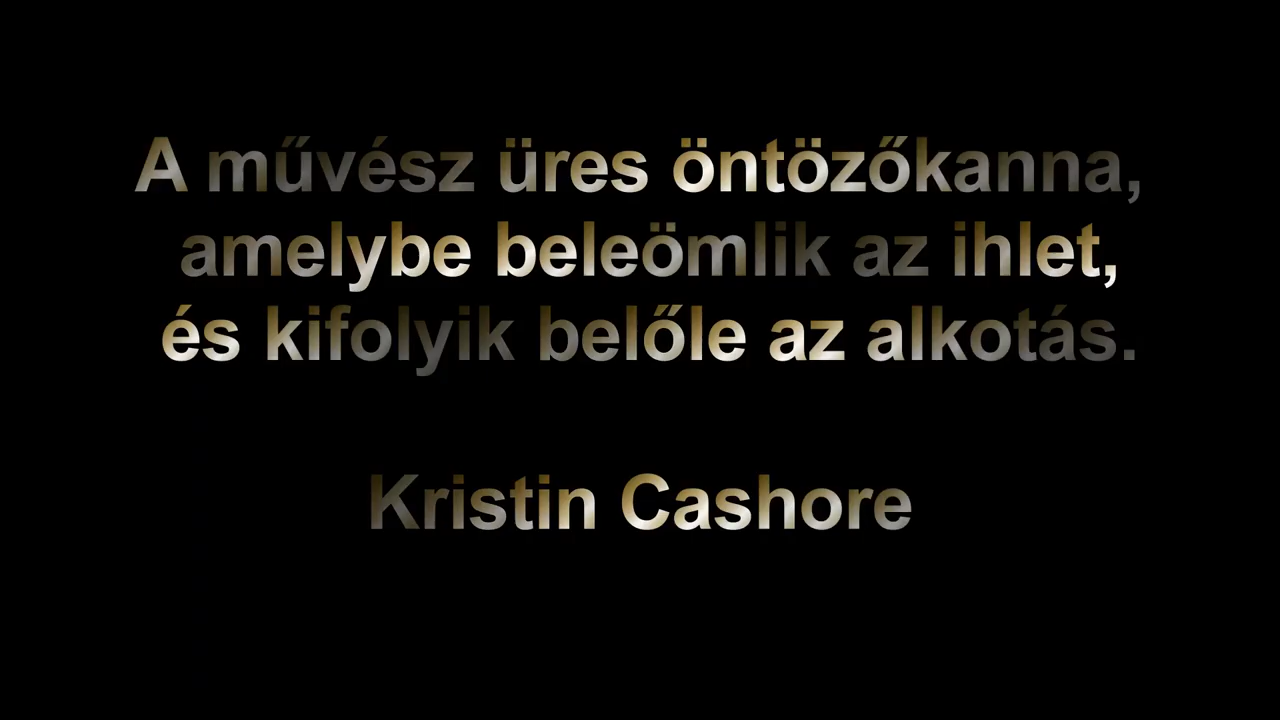 A művész üres öntözőkanna,
amelybe beleömlik az ihlet,
és kifolyik belőle az alkotás.
Kristin Cashore